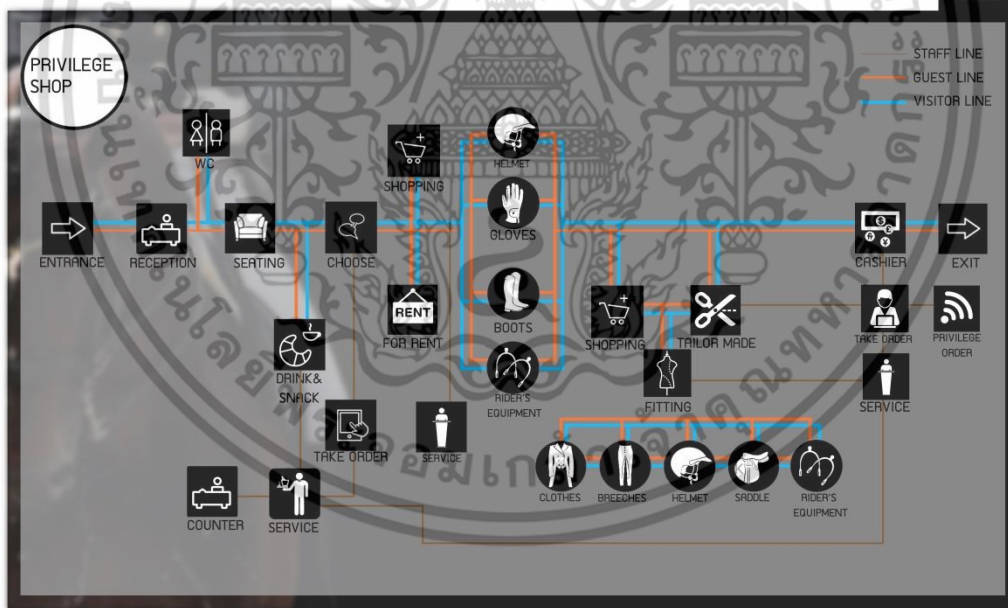 PRIVILEGE
SHOP
STAFF LINE
GUEST LINE
VISITOR LINE
WC
SHOPPING
HELMET
GLOVES
ENTRANCE
RECEPTION
SEATING
CHOOSE
CASHIER
EXIT
RENT
FOR RENT
BOOTS
SHOPPING
TAILOR MADE
TAKE ORDER
PRIVILEGE
ORDER
DRINK&
SNACK
RIDER'S
EQUIPMENT
FITTING
SERVICE
TAKE ORDER
SERVICE
CLOTHES
BREECHES
HELMET
SADDLE
RIDER'S
EQUIPMENT
COUNTER
SERVICE